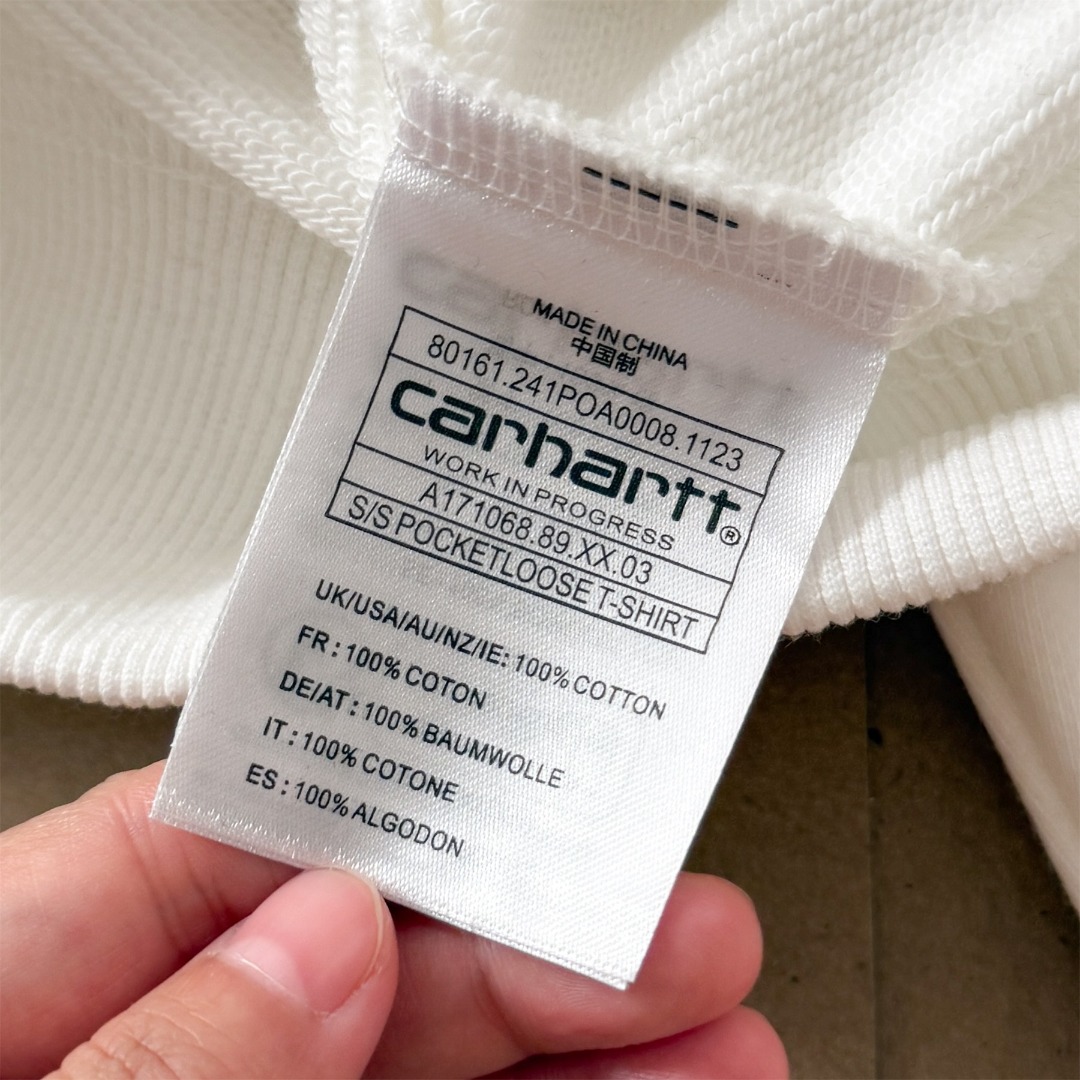 MADE IN CHINA
中国制
80161.241POA0008.1123
carhartt®
WORK IN PROGRESS
A171068.89.XX.03
S/S POCKETLOOSE T-SHIRT
UK/USA/AU/NZ/IE: 100% COTTON
FR : 100% COTON
DE/AT : 100% BAUMWOLLE
IT : 100% COTONE
ES : 100% ALGODON